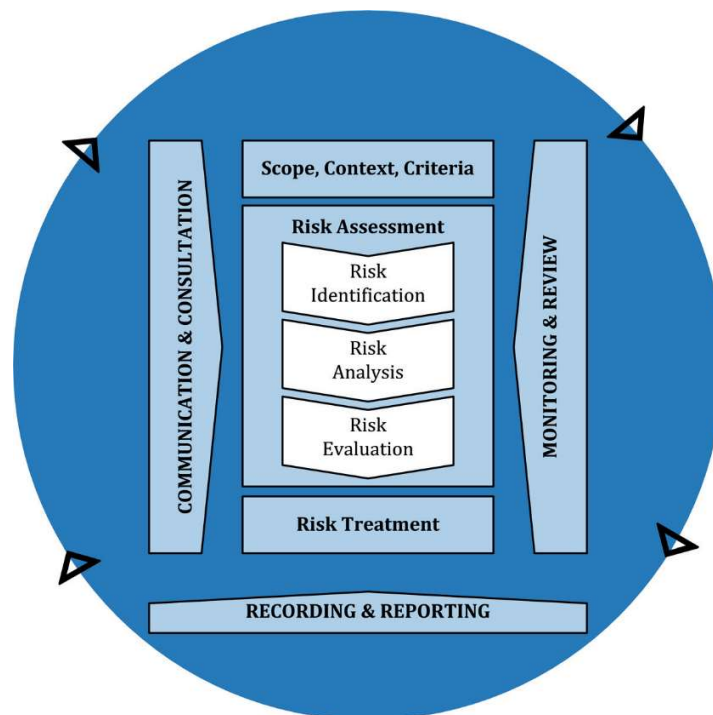 Scope, Context, Criteria
COMMUNICATION & CONSULTATION
Risk Assessment
Risk
Identification
Risk
Analysis
Risk
Evaluation
MONITORING & REVIEW
Risk Treatment
RECORDING & REPORTING